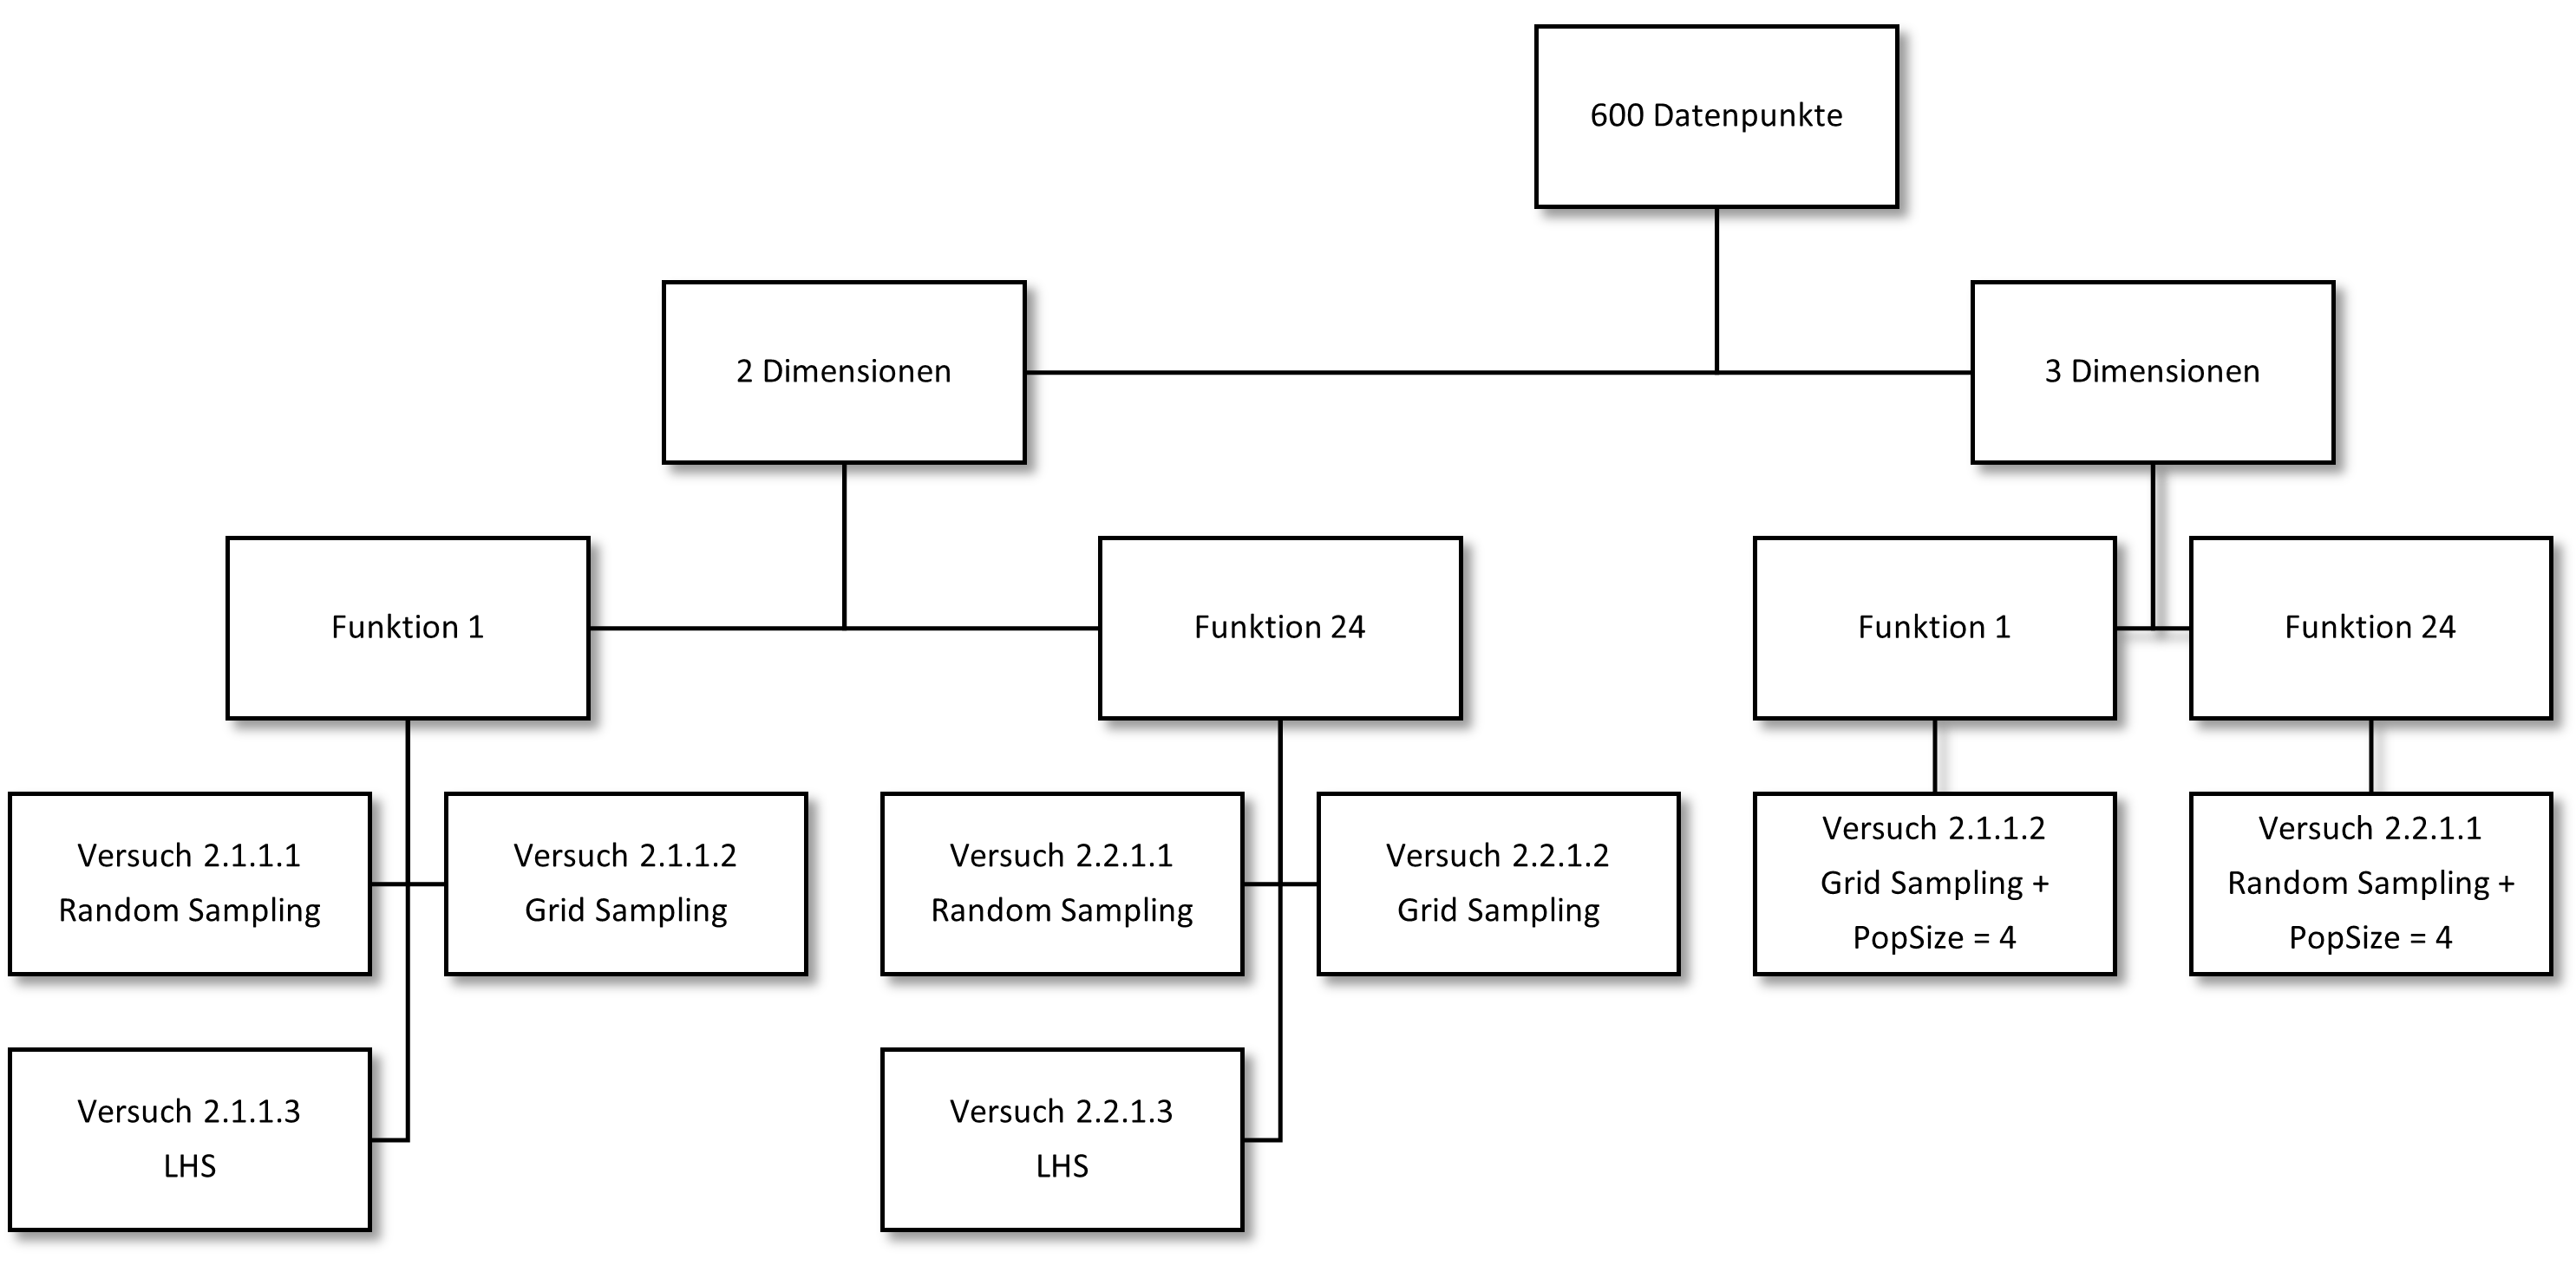 600 Datenpunkte
2 Dimensionen
3 Dimensionen
Funktion 1
Funktion 24
Funktion 1
Funktion 24
Versuch 2.1.1.1
Random Sampling
Versuch 2.1.1.2
Grid Sampling
Versuch 2.2.1.1
Random Sampling
Versuch 2.2.1.2
Grid Sampling
Versuch 2.1.1.2
Grid Sampling +
PopSize = 4
Versuch 2.2.1.1
Random Sampling +
PopSize = 4
Versuch 2.1.1.3
LHS
Versuch 2.2.1.3
LHS